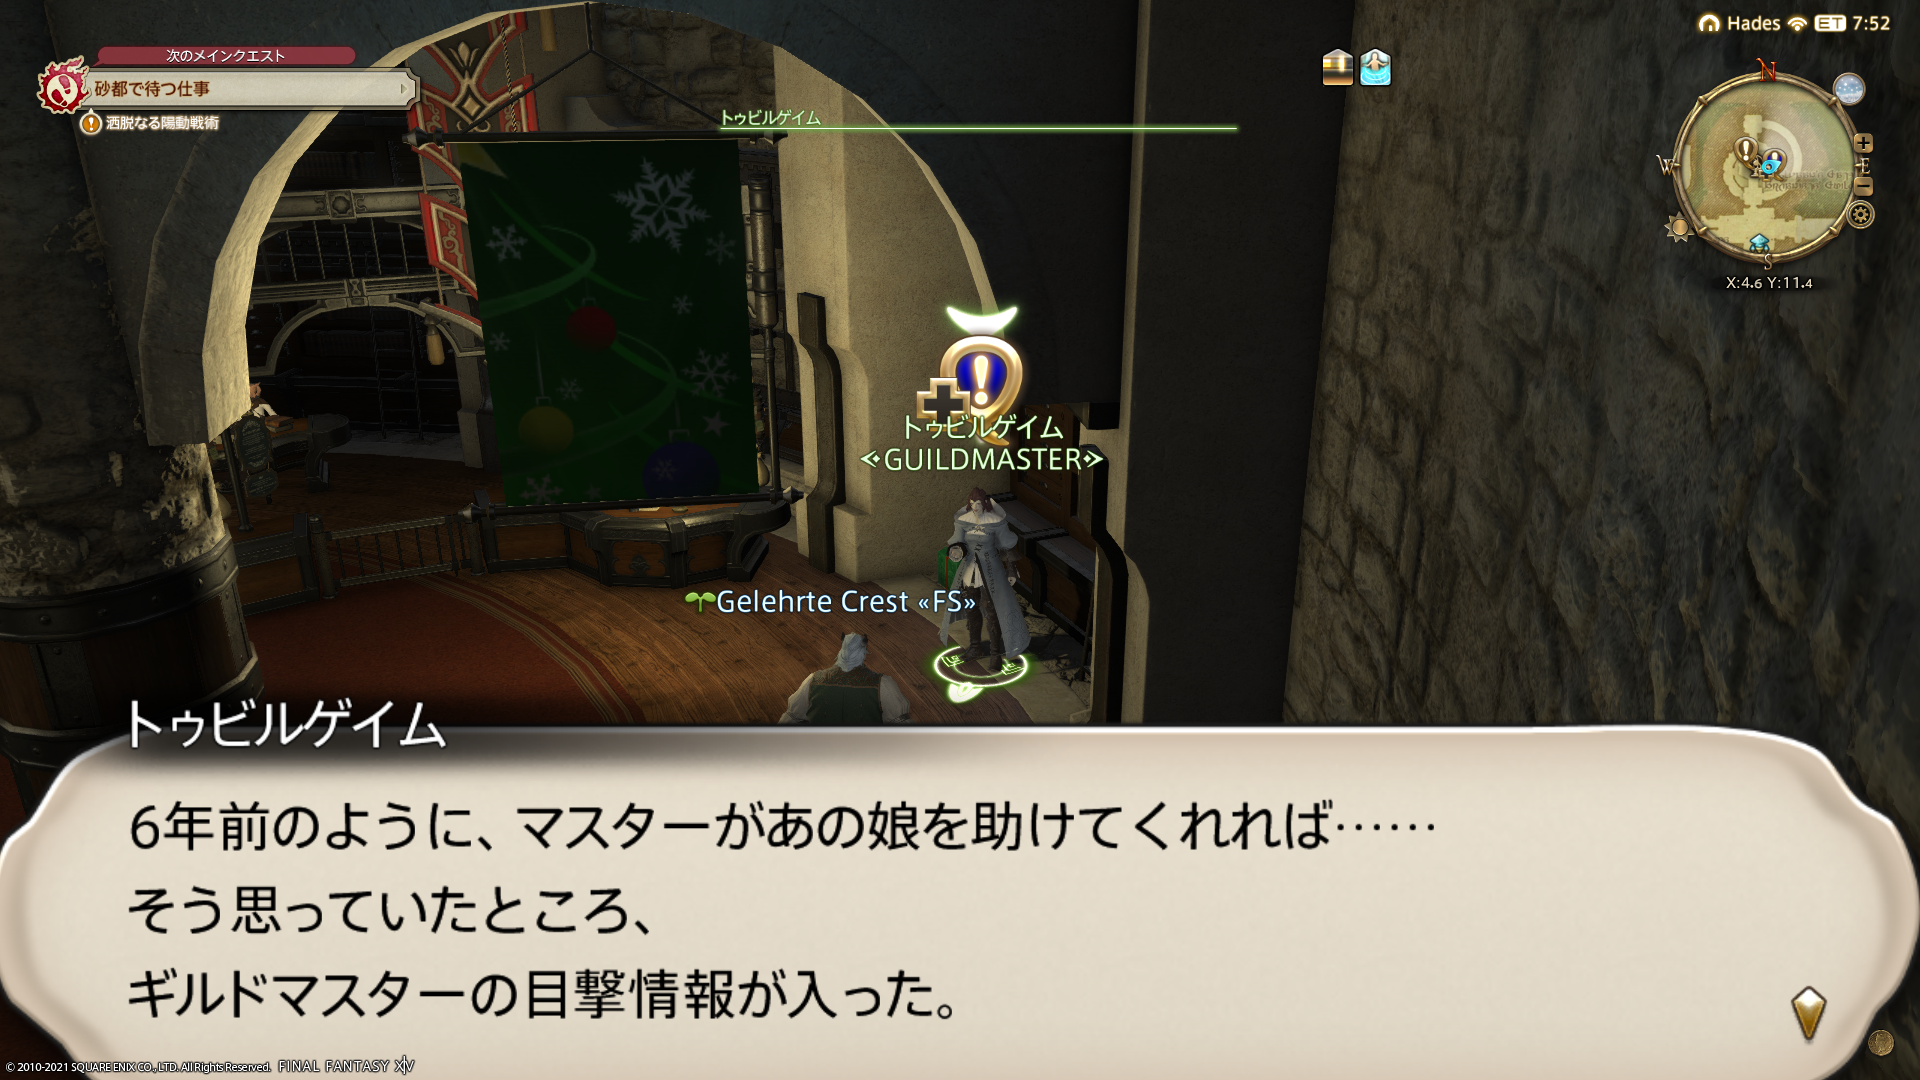 次のメインクエスト
砂都で待つ仕事
洒脱なる陽動戦術
トゥビルゲイム
Hades ET 7:52
N
W
E
S
X:4.6 Y:11.4
トゥビルゲイム
«GUILDMASTER»
Gelehrte Crest «FS»
トゥビルゲイム
6年前のように、マスターがあの娘を助けてくれれば……
そう思っていたところ、
ギルドマスターの目撃情報が入った。
© 2010-2021 SQUARE ENIX CO., LTD. All Rights Reserved. FINAL FANTASY XIV